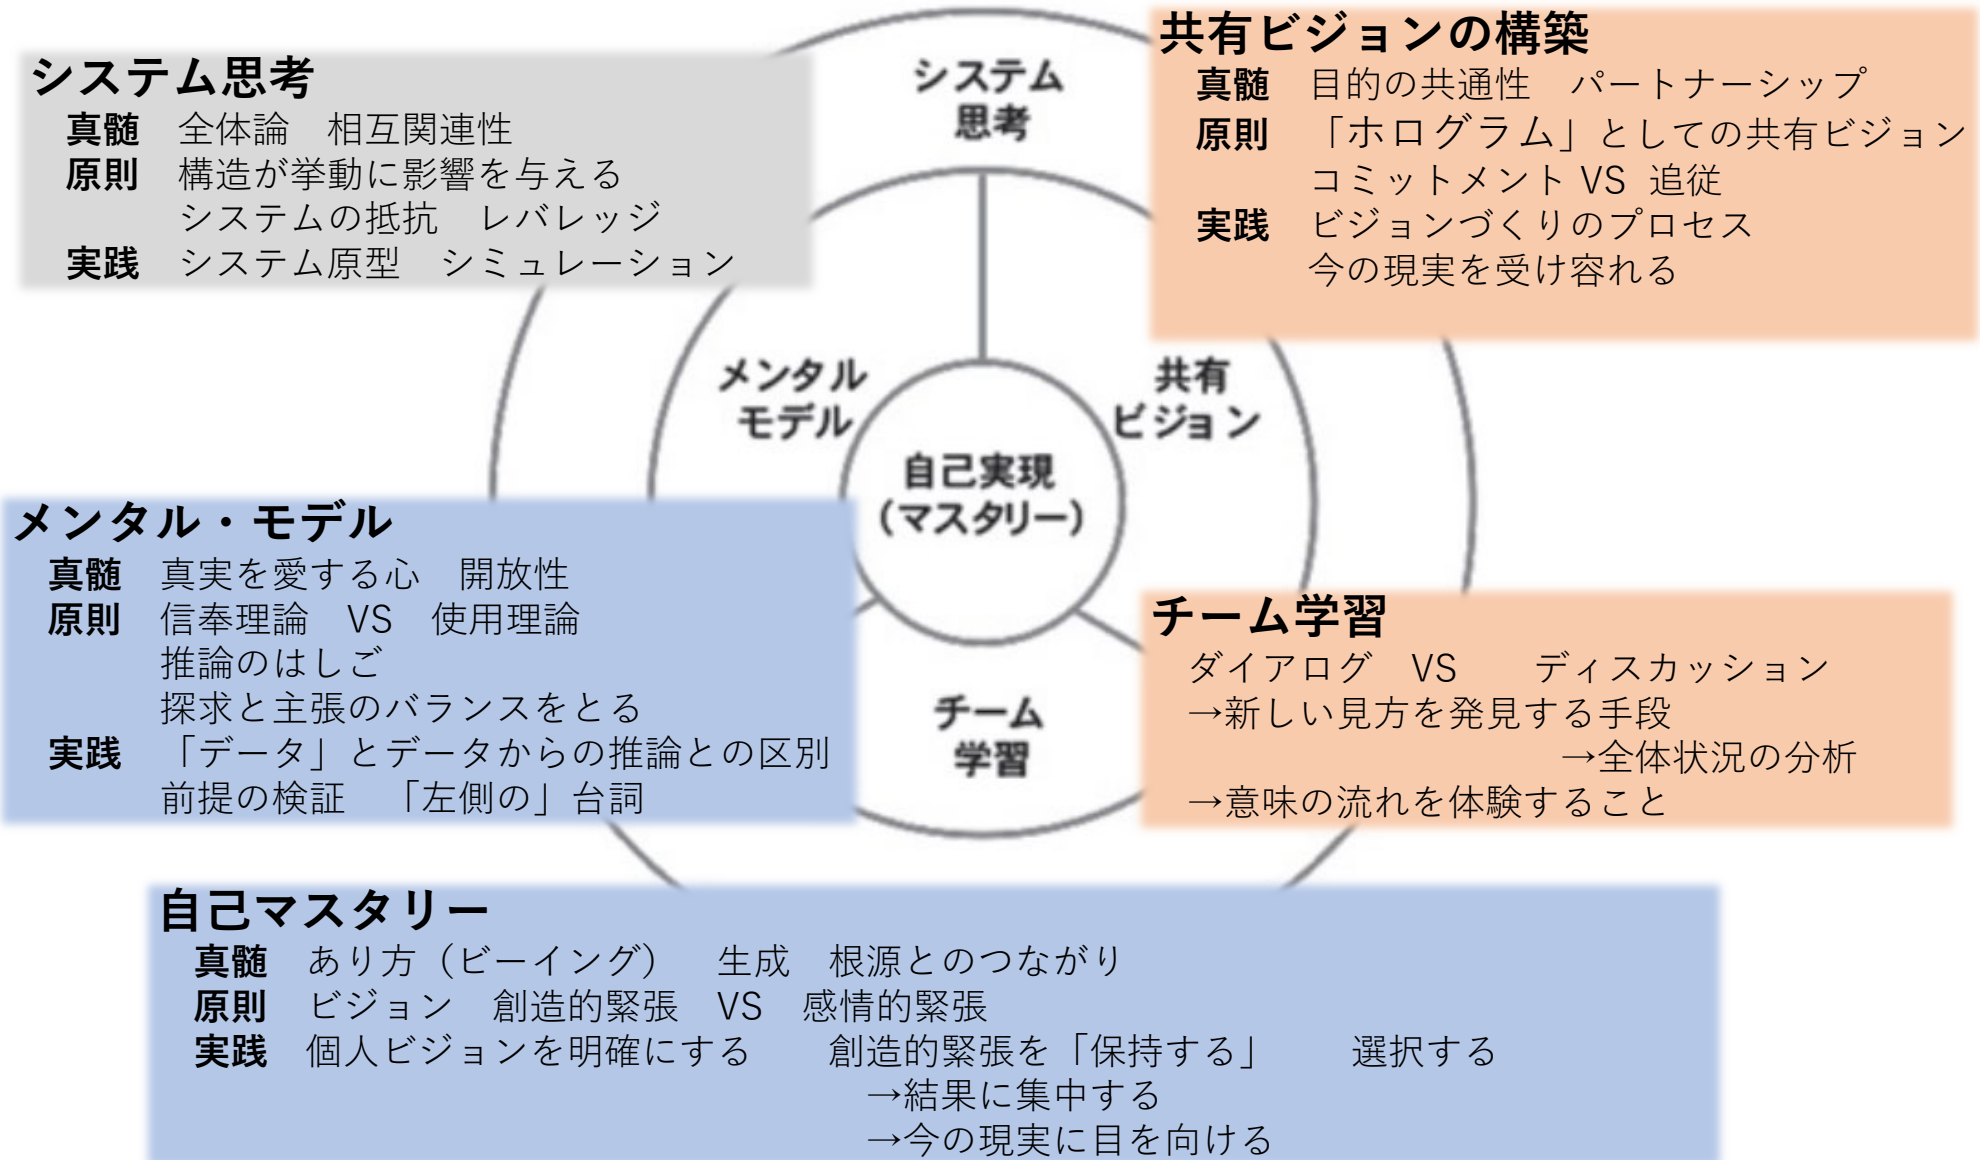 システム思考
真髄　全体論　相互関連性
原則　構造が挙動に影響を与える
システムの抵抗　レバレッジ
実践　システム原型　シミュレーション
システム
思考
共有ビジョンの構築
真髄　目的の共通性　パートナーシップ
原則　「ホログラム」としての共有ビジョン
コミットメント VS 追従
実践　ビジョンづくりのプロセス
今の現実を受け容れる
メンタル
モデル
共有
ビジョン
自己実現
（マスタリー）
メンタル・モデル
真髄　真実を愛する心　開放性
原則　信奉理論　VS　使用理論
推論のはしご
探求と主張のバランスをとる
実践　「データ」とデータからの推論との区別
前提の検証　「左側の」台詞
チーム
学習
チーム学習
ダイアログ　VS　　ディスカッション
→新しい見方を発見する手段
→全体状況の分析
→意味の流れを体験すること
自己マスタリー
真髄　あり方（ビーイング）　生成　根源とのつながり
原則　ビジョン　創造的緊張　VS　感情的緊張
実践　個人ビジョンを明確にする　　創造的緊張を「保持する」　　選択する
→結果に集中する
→今の現実に目を向ける